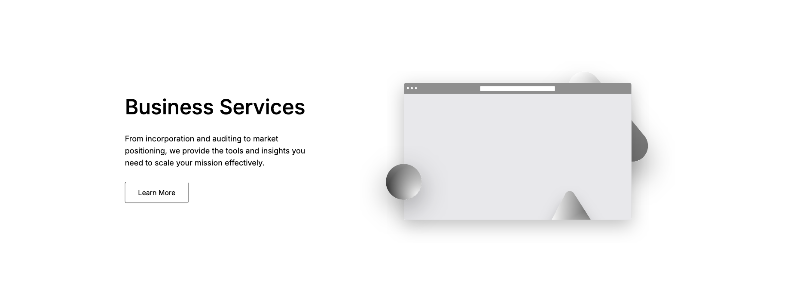 Business Services
From incorporation and auditing to market
positioning, we provide the tools and insights you
need to scale your mission effectively.
Learn More